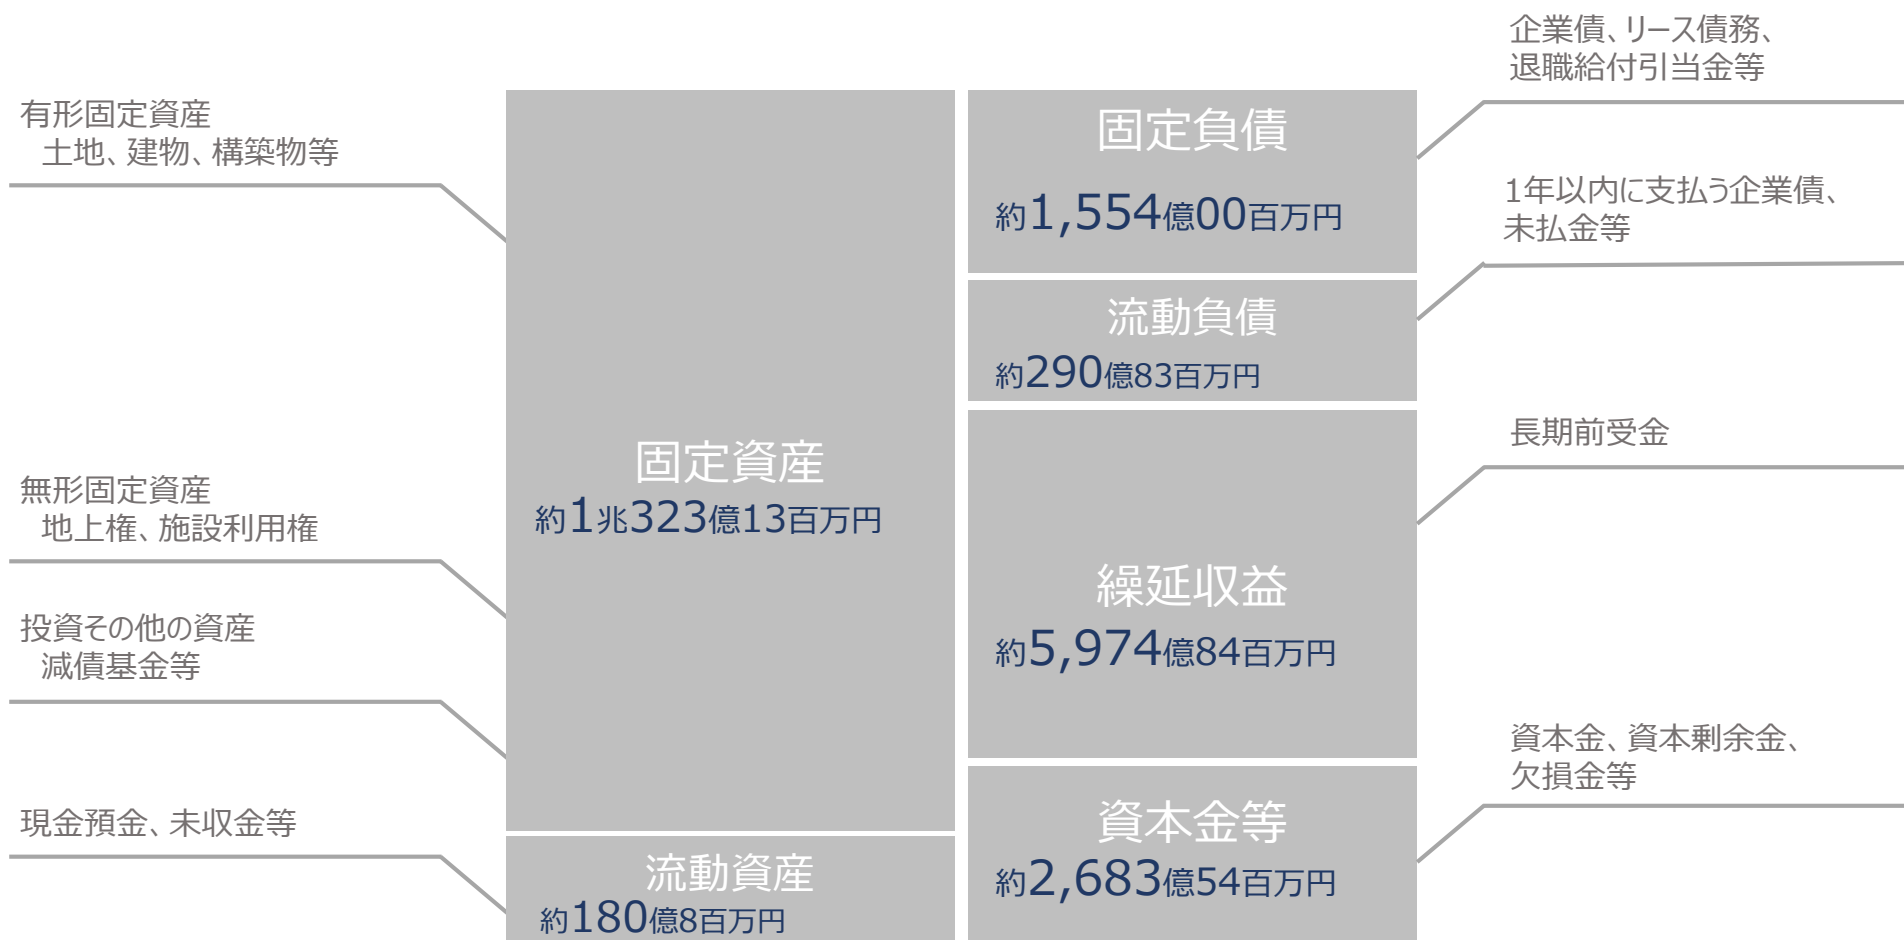 有形固定資産
土地、建物、構築物等
無形固定資産
地上権、施設利用権
投資その他の資産
減債基金等
現金預金、未収金等
固定資産
約1兆323億13百万円
流動資産
約180億8百万円
固定負債
約1,554億00百万円
流動負債
約290億83百万円
繰延収益
約5,974億84百万円
資本金等
約2,683億54百万円
企業債、リース債務、
退職給付引当金等
1年以内に支払う企業債、
未払金等
長期前受金
資本金、資本剰余金、
欠損金等